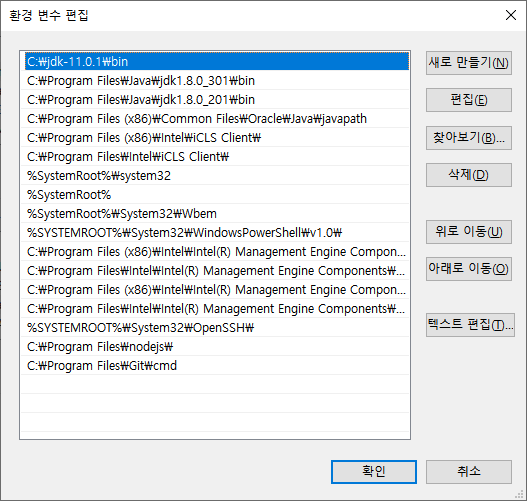 환경 변수 편집
C:₩jdk-11.0.1₩bin
C:₩Program Files₩Java₩jdk1.8.0_301₩bin
C:₩Program Files₩Java₩jdk1.8.0_201₩bin
C:₩Program Files (x86)₩Common Files₩Oracle₩Java₩javapath
C:₩Program Files (x86)₩Intel₩iCLS Client₩
C:₩Program Files₩Intel₩iCLS Client₩
%SystemRoot%₩system32
%SystemRoot%
%SystemRoot%₩System32₩Wbem
%SYSTEMROOT%₩System32₩WindowsPowerShell₩v1.0₩
C:₩Program Files (x86)₩Intel₩Intel(R) Management Engine Compon...
C:₩Program Files₩Intel₩Intel(R) Management Engine Components₩...
C:₩Program Files (x86)₩Intel₩Intel(R) Management Engine Compon...
C:₩Program Files₩Intel₩Intel(R) Management Engine Components₩...
%SYSTEMROOT%₩System32₩OpenSSH₩
C:₩Program Files₩nodejs₩
C:₩Program Files₩Git₩cmd
새로 만들기(N)
편집(E)
찾아보기(B)...
삭제(D)
위로 이동(U)
아래로 이동(O)
텍스트 편집(T)...
확인
취소